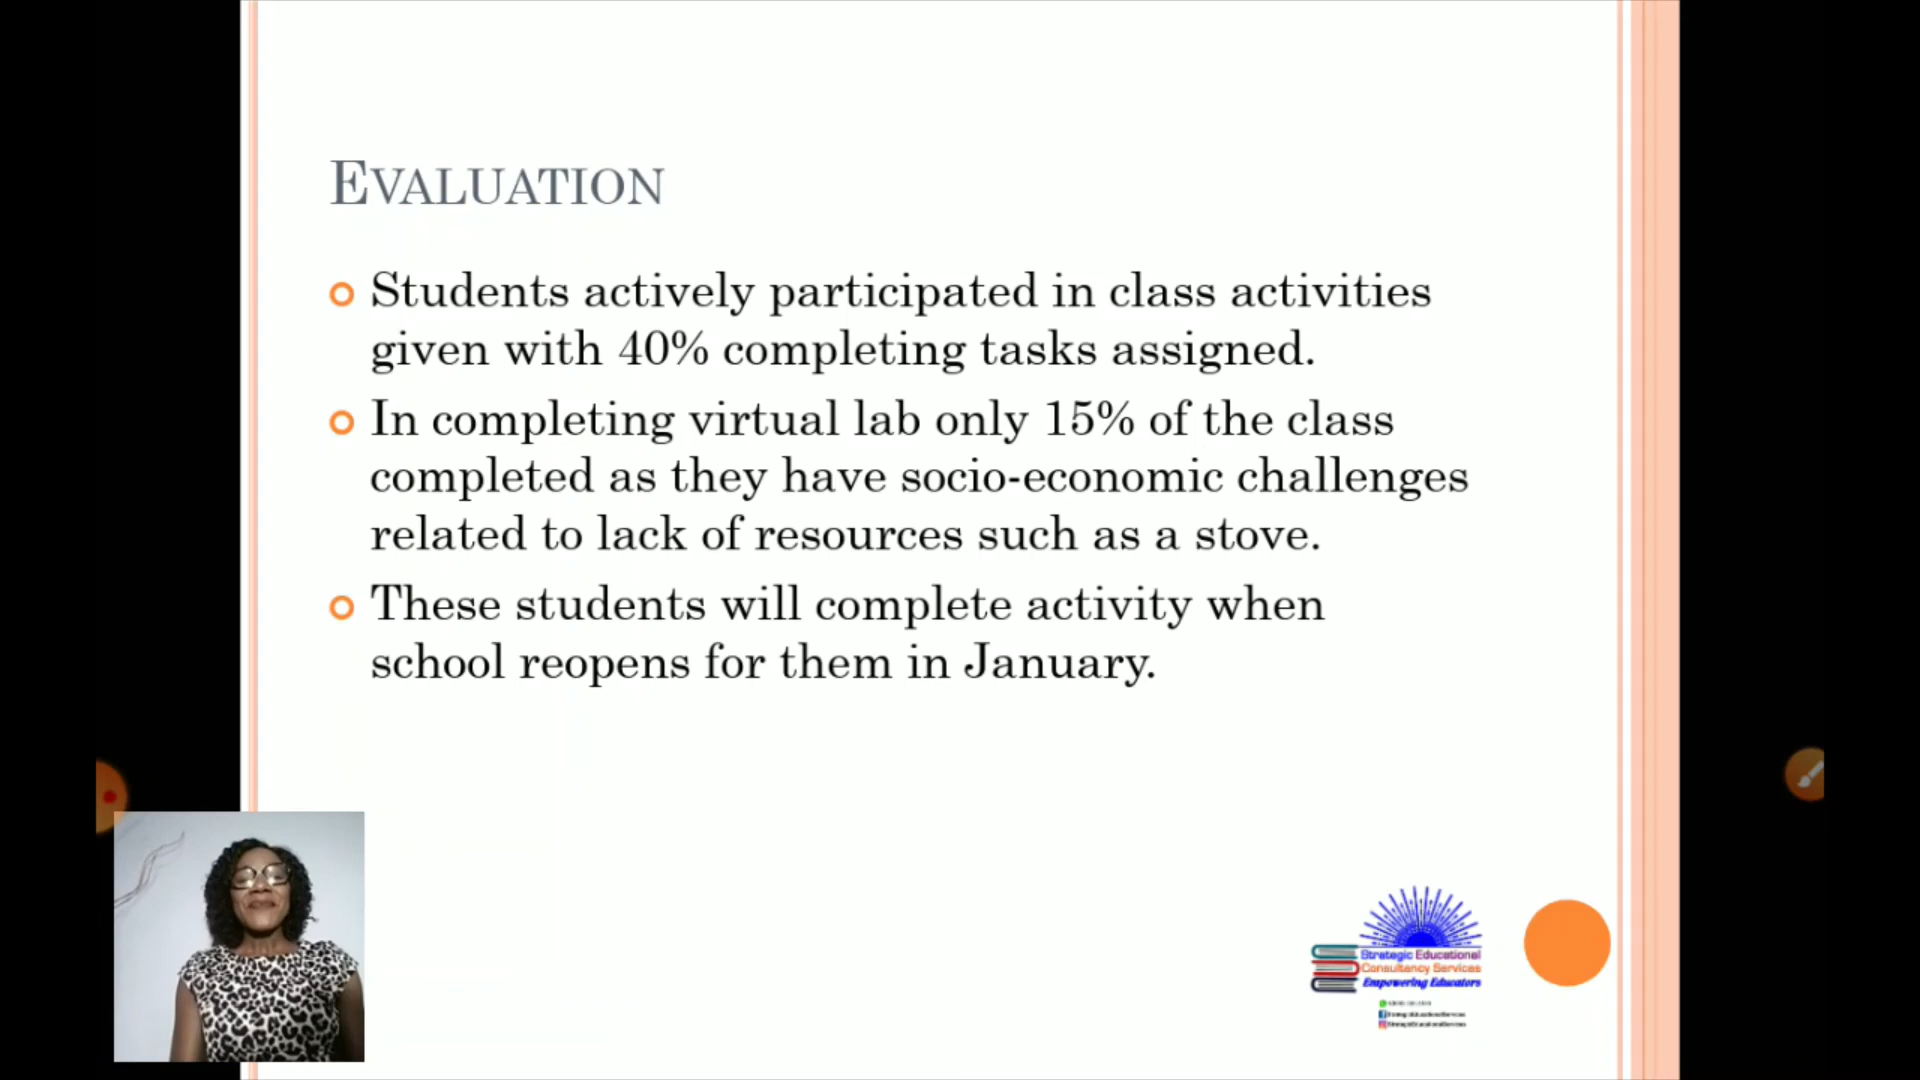 EVALUATION
Students actively participated in class activities
given with 40% completing tasks assigned.
In completing virtual lab only 15% of the class
completed as they have socio-economic challenges
related to lack of resources such as a stove.
These students will complete activity when
school reopens for them in January.
Strategic Educational
Consultancy Services
Empowering Educators